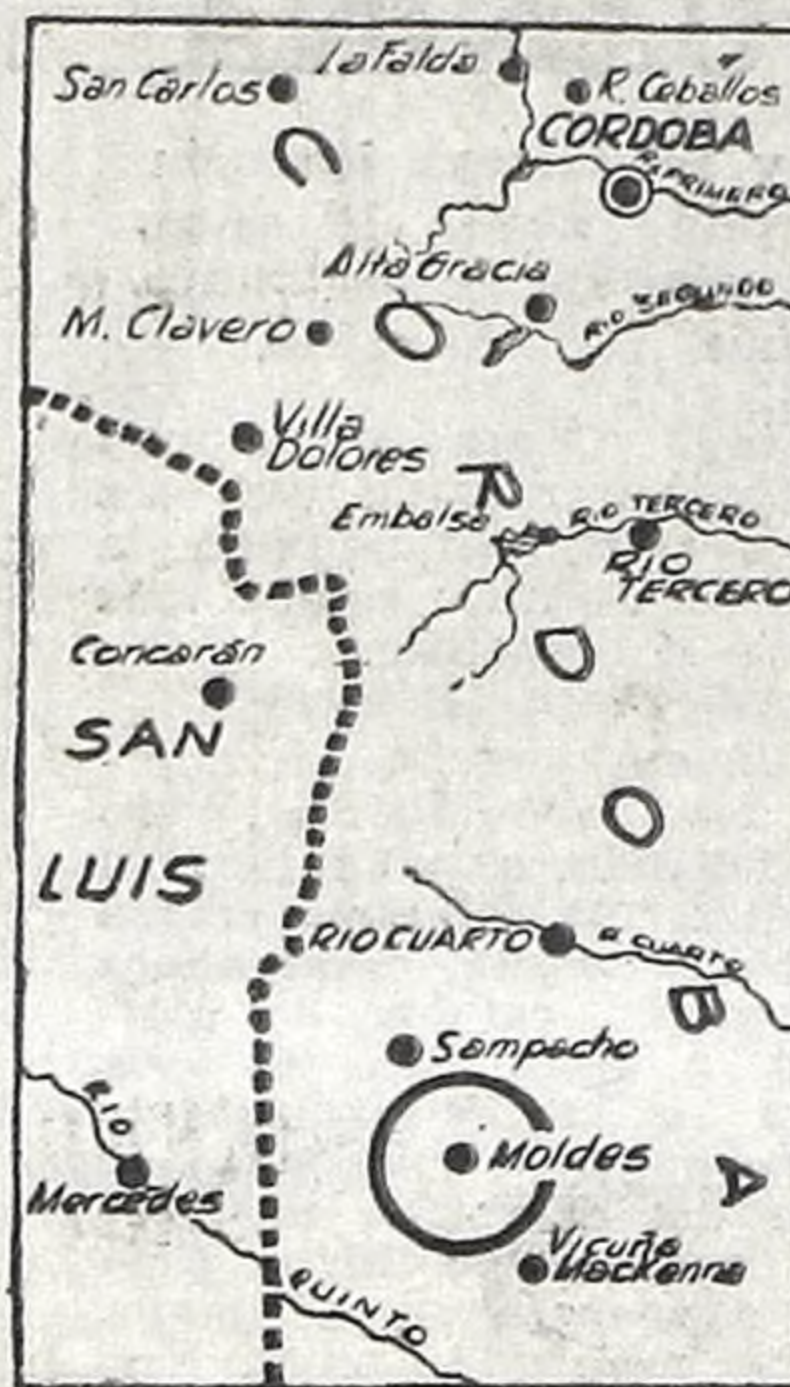 La Falda
San Carlos
R. Ceballos
CORDOBA
R. PRIMERO
Alta Gracia
RIO SEGUNDO
M. Clavero
Villa
Dolores
Embalse
RIO TERCERO
RIO
TERCERO
Concarán
SAN
LUIS
RIO CUARTO
R. CUARTO
Sampacho
Moldes
RIO
Mercedes
Vicuña
Mackenna
QUINTO
C
O
R
D
O
B
A